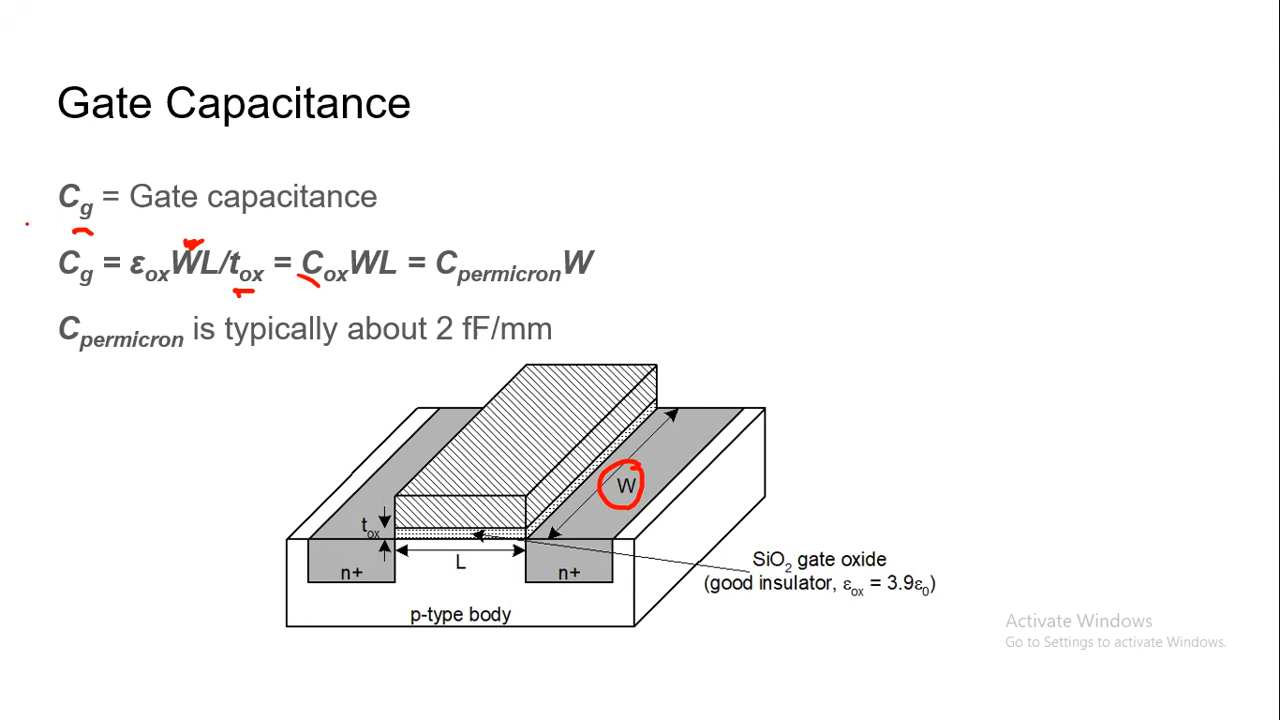 Gate Capacitance
Cg = Gate capacitance
Cg = εoxWL/tox = CoxWL = CpermicronW
Cpermicron is typically about 2 fF/mm
W
tox
L
n+
n+
SiO2 gate oxide
(good insulator, εox = 3.9ε0)
p-type body
Activate Windows
Go to Settings to activate Windows.